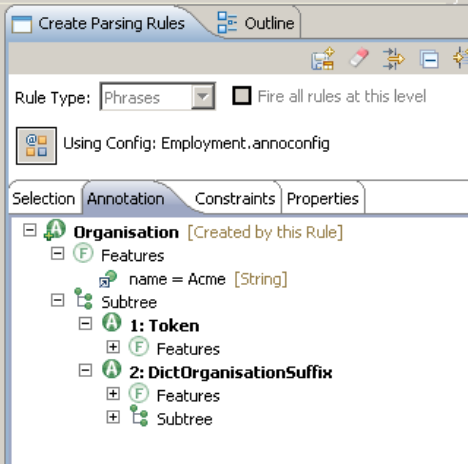 Create Parsing Rules Outline
Rule Type: Phrases Fire all rules at this level
Using Config: Employment.annoconfig
Selection Annotation Constraints Properties
Organisation [Created by this Rule]
Features
name = Acme [String]
Subtree
1: Token
Features
2: DictOrganisationSuffix
Features
Subtree